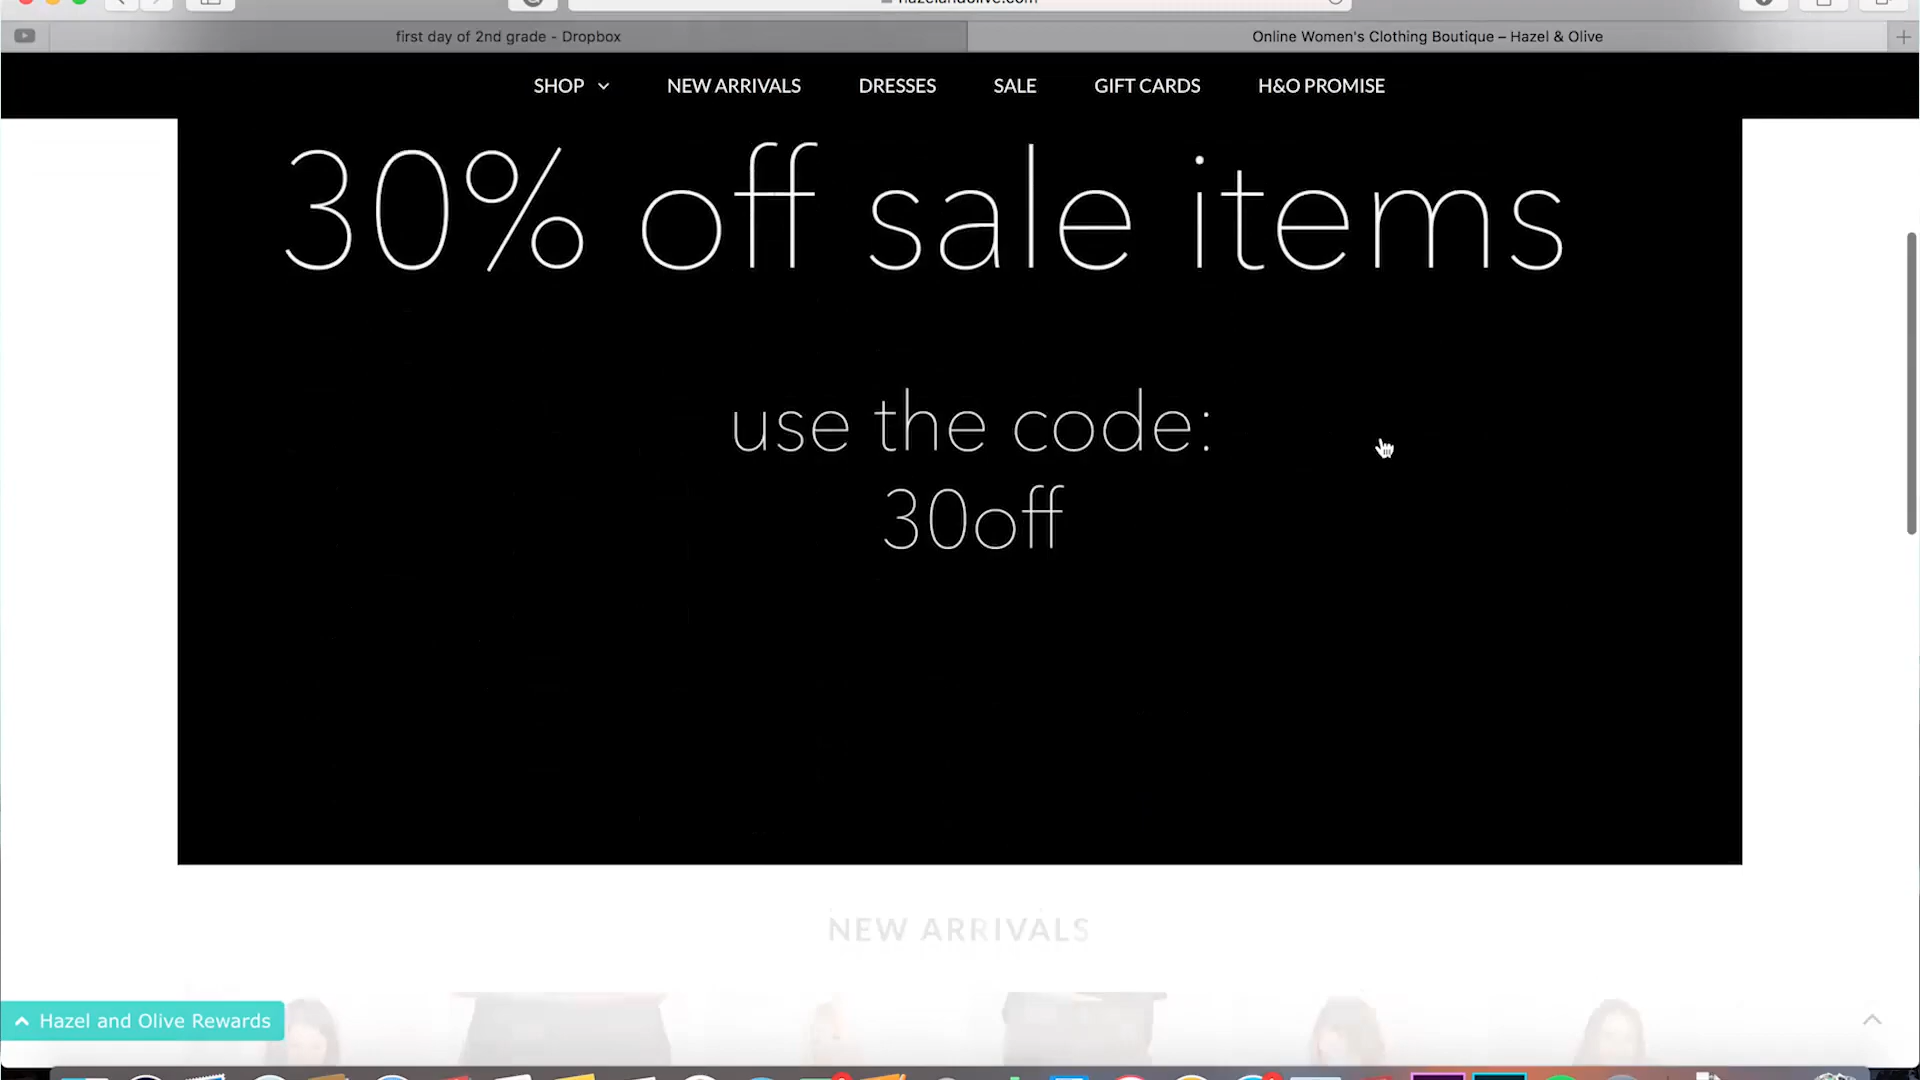 first day of 2nd grade - Dropbox
Online Women's Clothing Boutique – Hazel & Olive
SHOP
NEW ARRIVALS
DRESSES
SALE
GIFT CARDS
H&O PROMISE
30% off sale items
use the code:
30off
NEW ARRIVALS
Hazel and Olive Rewards